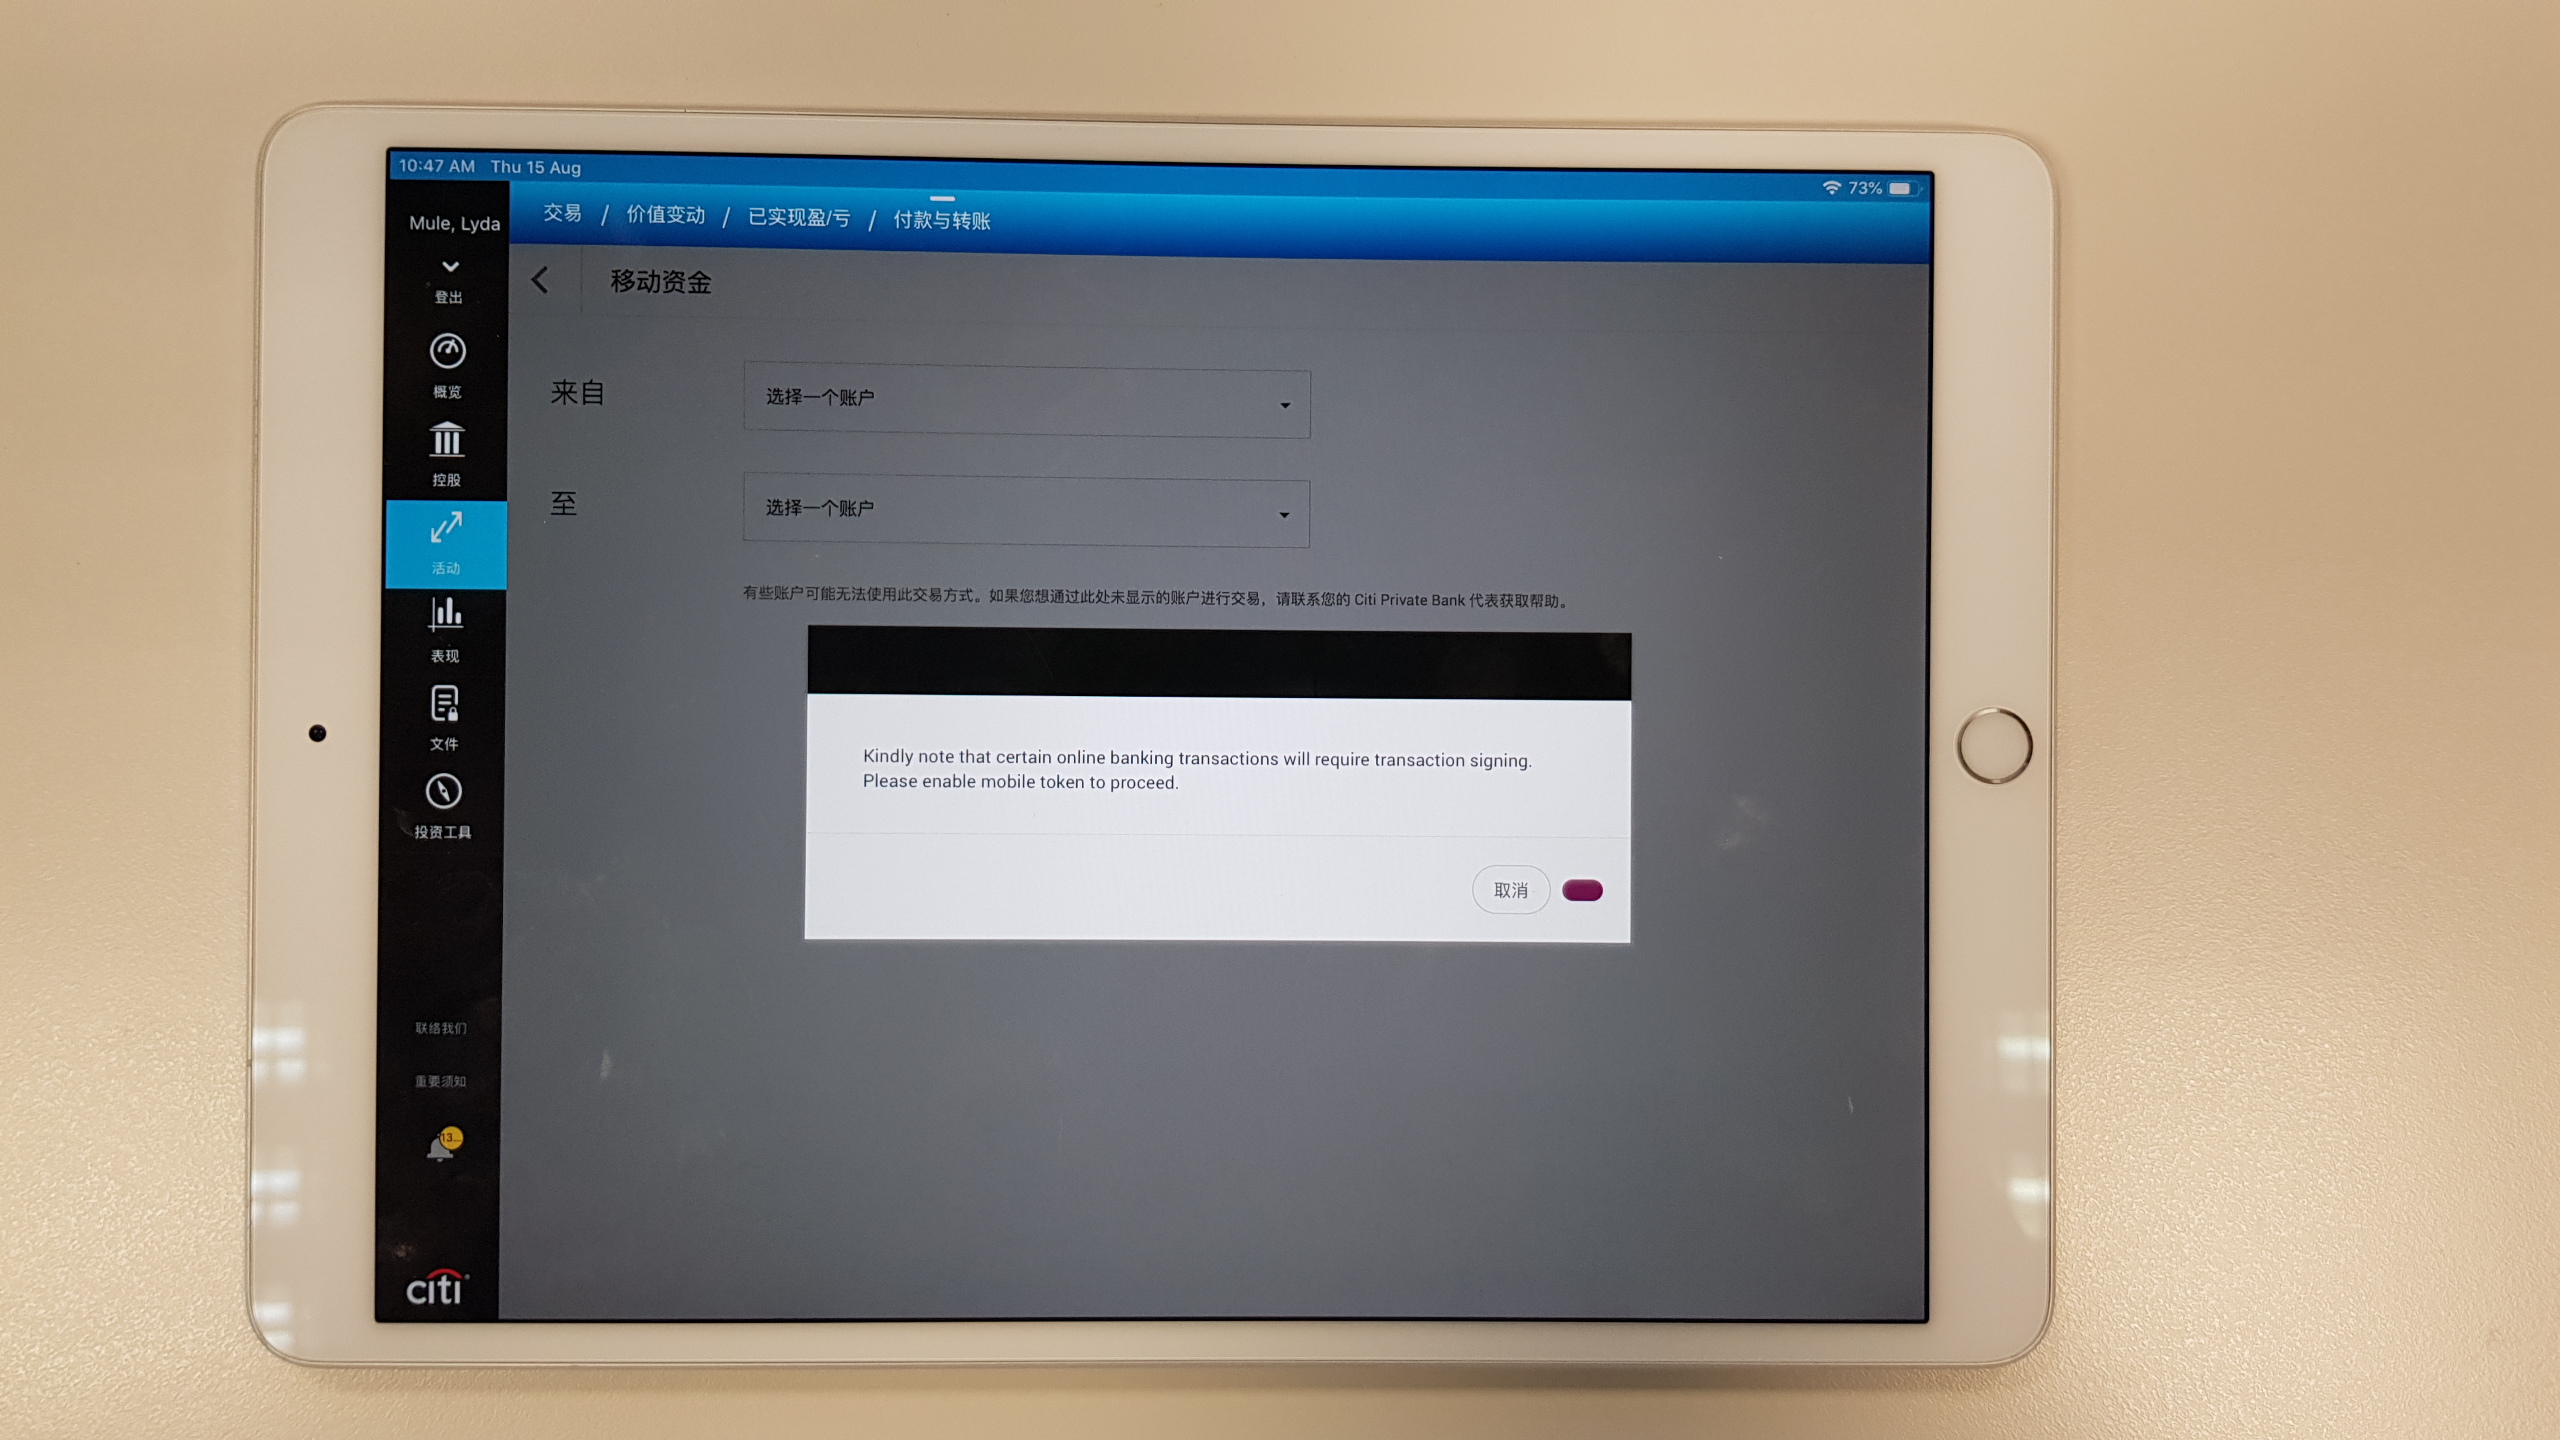 10:47 AM Thu 15 Aug
73%
Mule, Lyda
登出
概览
控股
活动
表现
文件
投资工具
联络我们
重要须知
13
citi
交易 / 价值变动 / 已实现盈/亏 / 付款与转账
移动资金
来自
选择一个账户
至
选择一个账户
有些账户可能无法使用此交易方式。如果您想通过此处未显示的账户进行交易，请联系您的 Citi Private Bank 代表获取帮助。
Kindly note that certain online banking transactions will require transaction signing.
Please enable mobile token to proceed.
取消